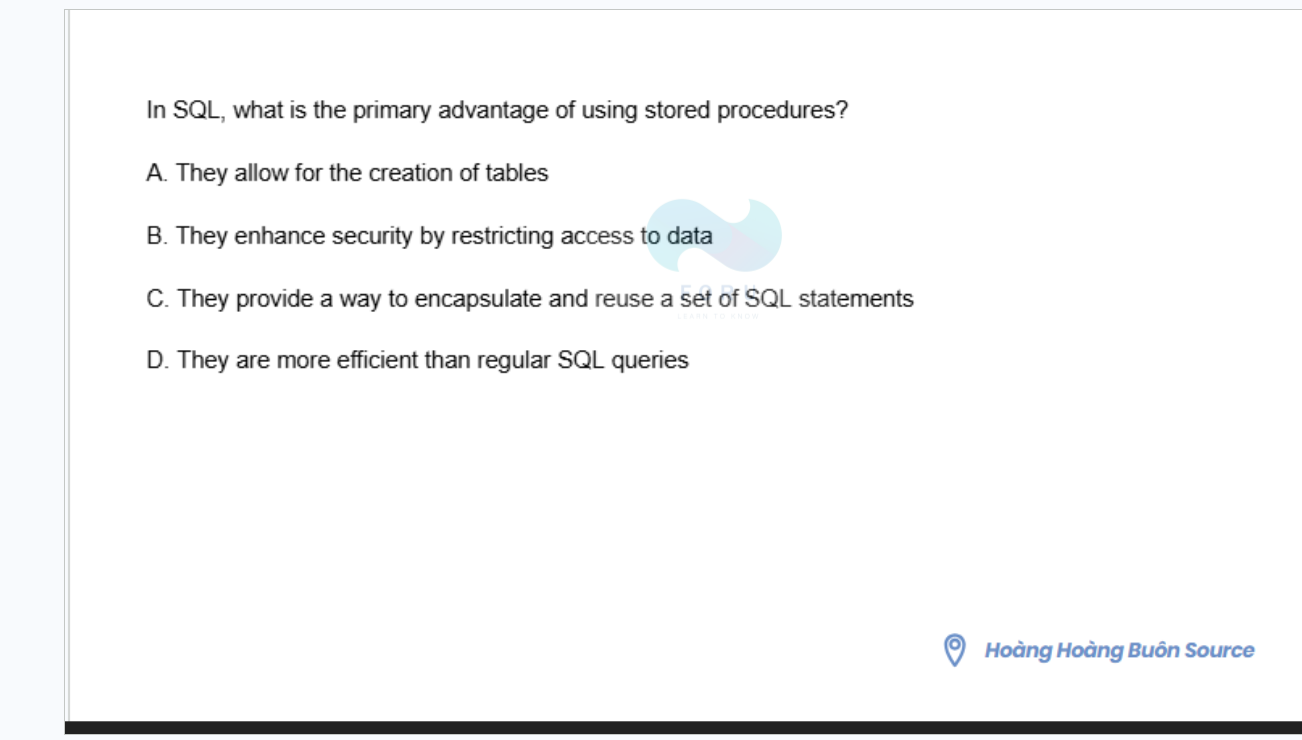 In SQL, what is the primary advantage of using stored procedures?
A. They allow for the creation of tables
B. They enhance security by restricting access to data
C. They provide a way to encapsulate and reuse a set of SQL statements
D. They are more efficient than regular SQL queries
Hoàng Hoàng Buôn Source